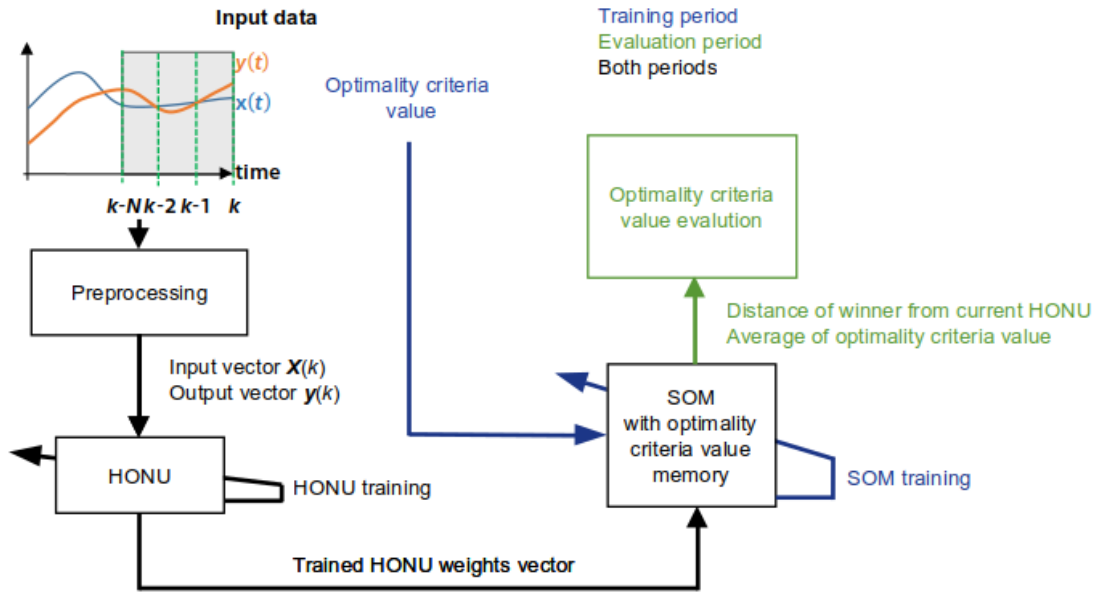 Input data
y(t)
x(t)
time
k-N k-2 k-1 k
Preprocessing
Input vector X(k)
Output vector y(k)
HONU
HONU training
Trained HONU weights vector
Training period
Evaluation period
Both periods
Optimality criteria
value
Optimality criteria
value evalution
Distance of winner from current HONU
Average of optimality criteria value
SOM
with optimality
criteria value
memory
SOM training